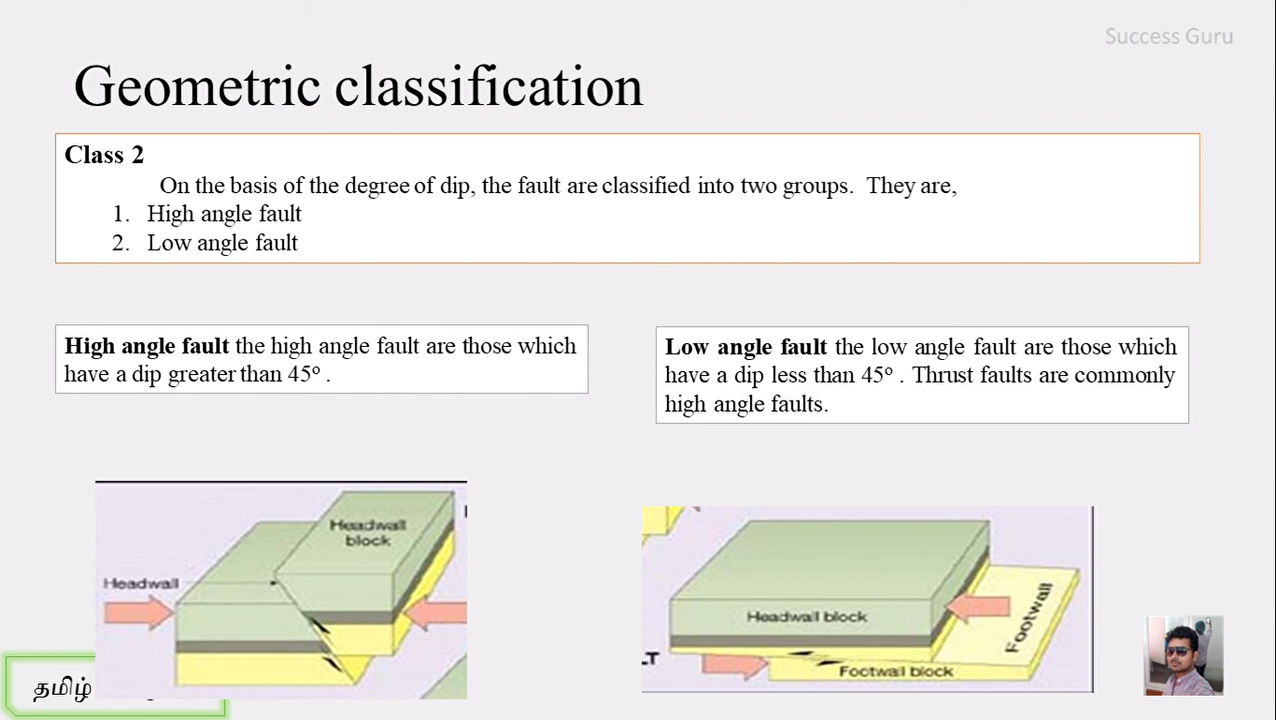 Success Guru
Geometric classification
Class 2
On the basis of the degree of dip, the fault are classified into two groups. They are,
1. High angle fault
2. Low angle fault
High angle fault the high angle fault are those which
have a dip greater than 45º .
Low angle fault the low angle fault are those which
have a dip less than 45º . Thrust faults are commonly
high angle faults.
Headwall
block
Headwall
Headwall block
Footwall
Footwall block
LT
தமிழ்